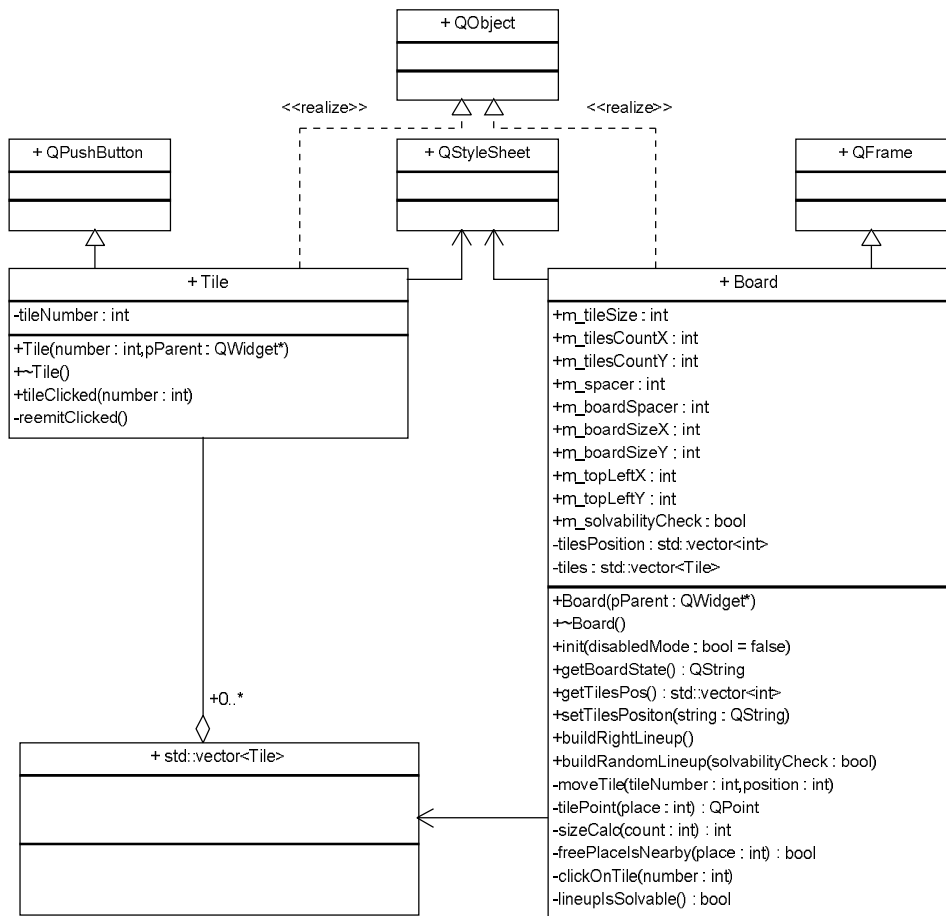 + QObject
<<realize>>
<<realize>>
+ QPushButton
+ QStyleSheet
+ QFrame
+ Tile
-tileNumber : int
+Tile(number : int,pParent : QWidget*)
+~Tile()
+tileClicked(number : int)
-reemitClicked()
+ Board
+m_tileSize : int
+m_tilesCountX : int
+m_tilesCountY : int
+m_spacer : int
+m_boardSpacer : int
+m_boardSizeX : int
+m_boardSizeY : int
+m_topLeftX : int
+m_topLeftY : int
+m_solvabilityCheck : bool
-tilesPosition : std::vector<int>
-tiles : std::vector<Tile>
+Board(pParent : QWidget*)
+~Board()
+init(disabledMode : bool = false)
+getBoardState() : QString
+getTilesPos() : std::vector<int>
+setTilesPositon(string : QString)
+buildRightLineup()
+buildRandomLineup(solvabilityCheck : bool)
-moveTile(tileNumber : int,position : int)
-tilePoint(place : int) : QPoint
-sizeCalc(count : int) : int
-freePlaceIsNearby(place : int) : bool
-clickOnTile(number : int)
-lineupIsSolvable() : bool
+0..*
+ std::vector<Tile>